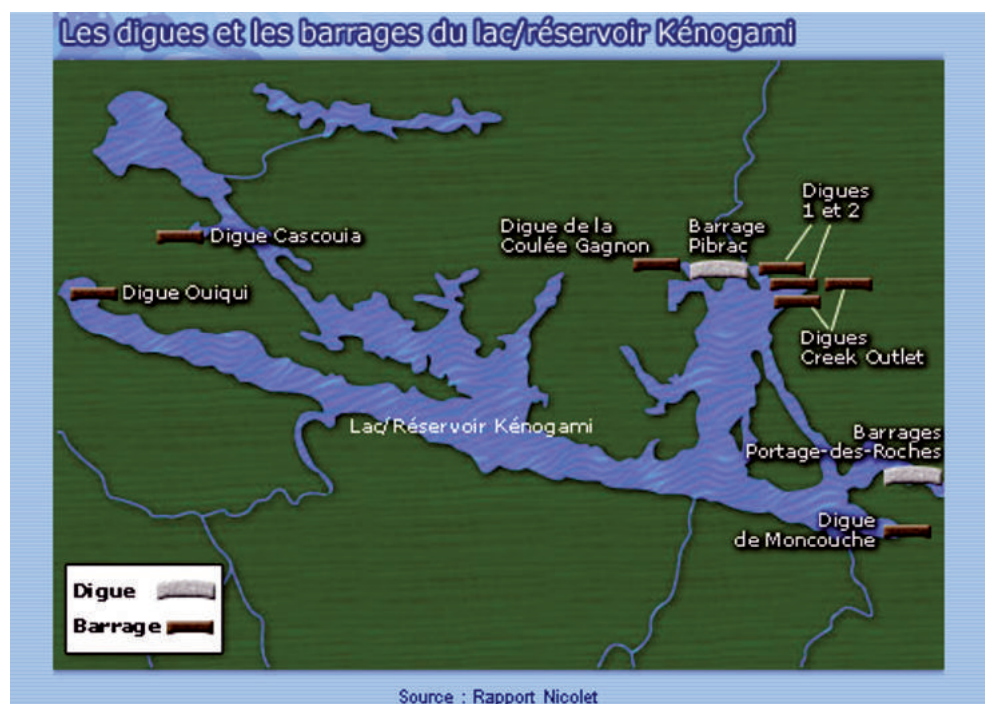 Les digues et les barrages du lac/réservoir Kénogami
Digues
1 et 2
Digue de la
Coulée Gagnon
Barrage
Pibrac
Digue Cascouia
Digue Ouiqui
Digues
Creek Outlet
Lac/Réservoir Kénogami
Barrages
Portage-des-Roches
Digue
de Moncouche
Digue
Barrage
Source : Rapport Nicolet